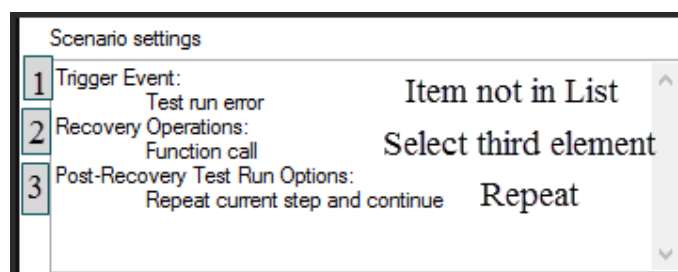 Scenario settings
1 Trigger Event:
Test run error Item not in List
2 Recovery Operations:
Function call Select third element
3 Post-Recovery Test Run Options:
Repeat current step and continue Repeat